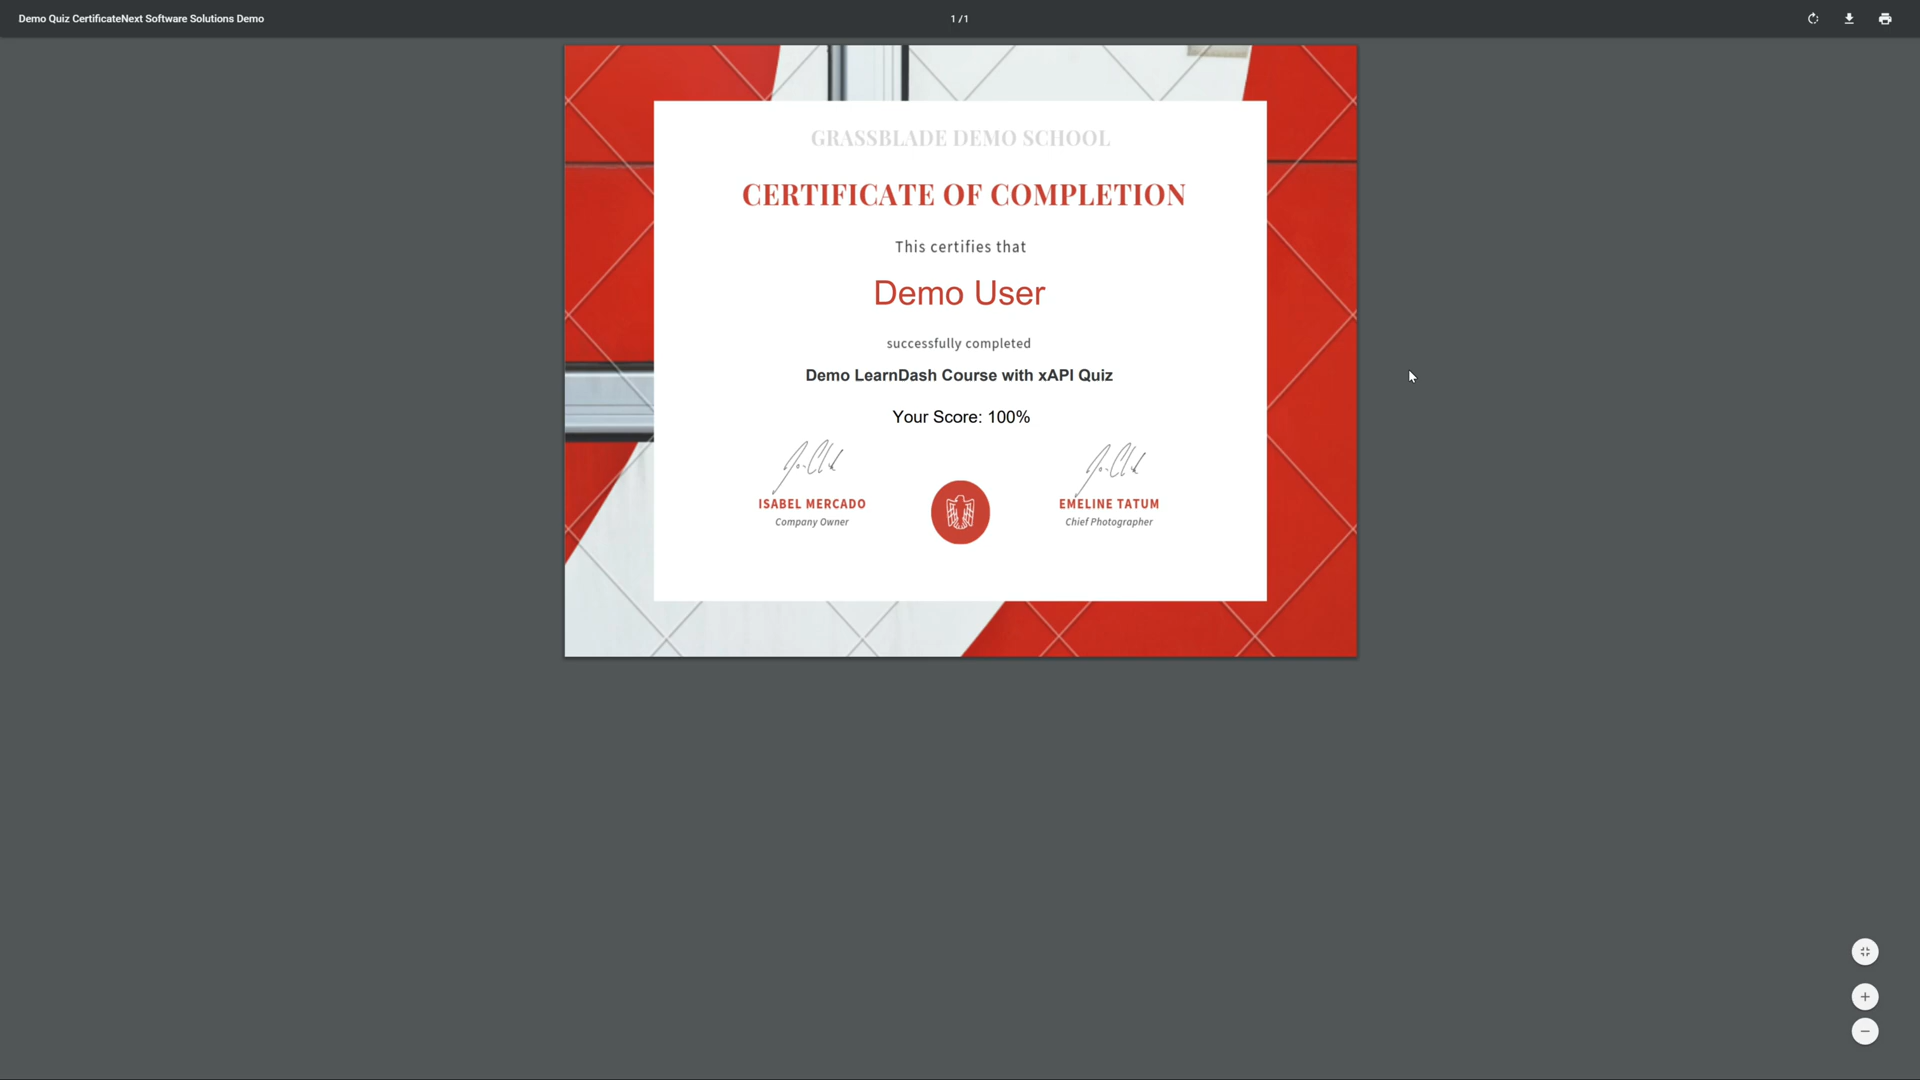 Demo Quiz CertificateNext Software Solutions Demo
1 / 1
GRASSBLADE DEMO SCHOOL
CERTIFICATE OF COMPLETION
This certifies that
Demo User
successfully completed
Demo LearnDash Course with xAPI Quiz
Your Score: 100%
ISABEL MERCADO
Company Owner
EMELINE TATUM
Chief Photographer